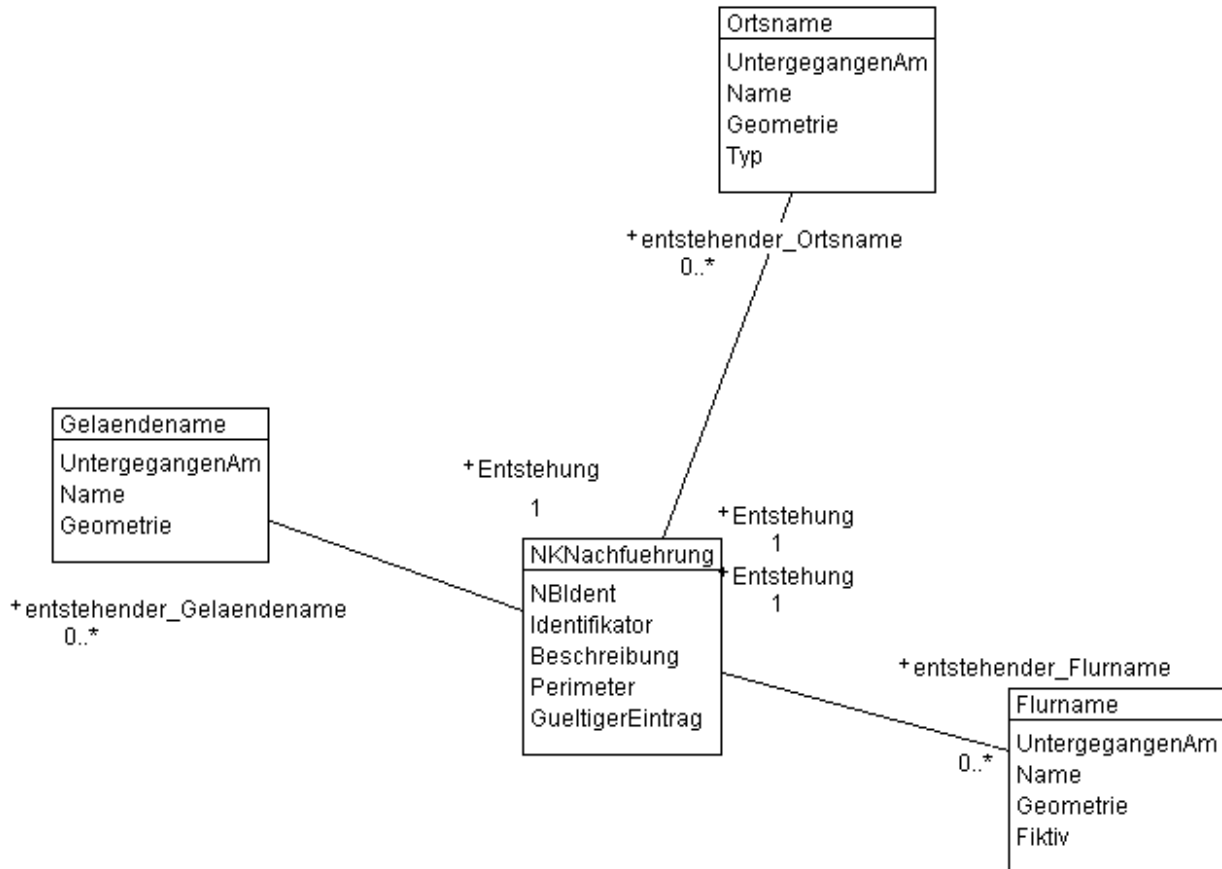 Ortsname
UntergegangenAm
Name
Geometrie
Typ
+entstehender_Ortsname
0..*
Gelaendename
UntergegangenAm
Name
Geometrie
+entstehender_Gelaendename
0..*
+Entstehung
1
+Entstehung
1
+Entstehung
1
NKNachfuehrung
NBIdent
Identifikator
Beschreibung
Perimeter
GueltigerEintrag
+entstehender_Flurname
0..*
Flurname
UntergegangenAm
Name
Geometrie
Fiktiv